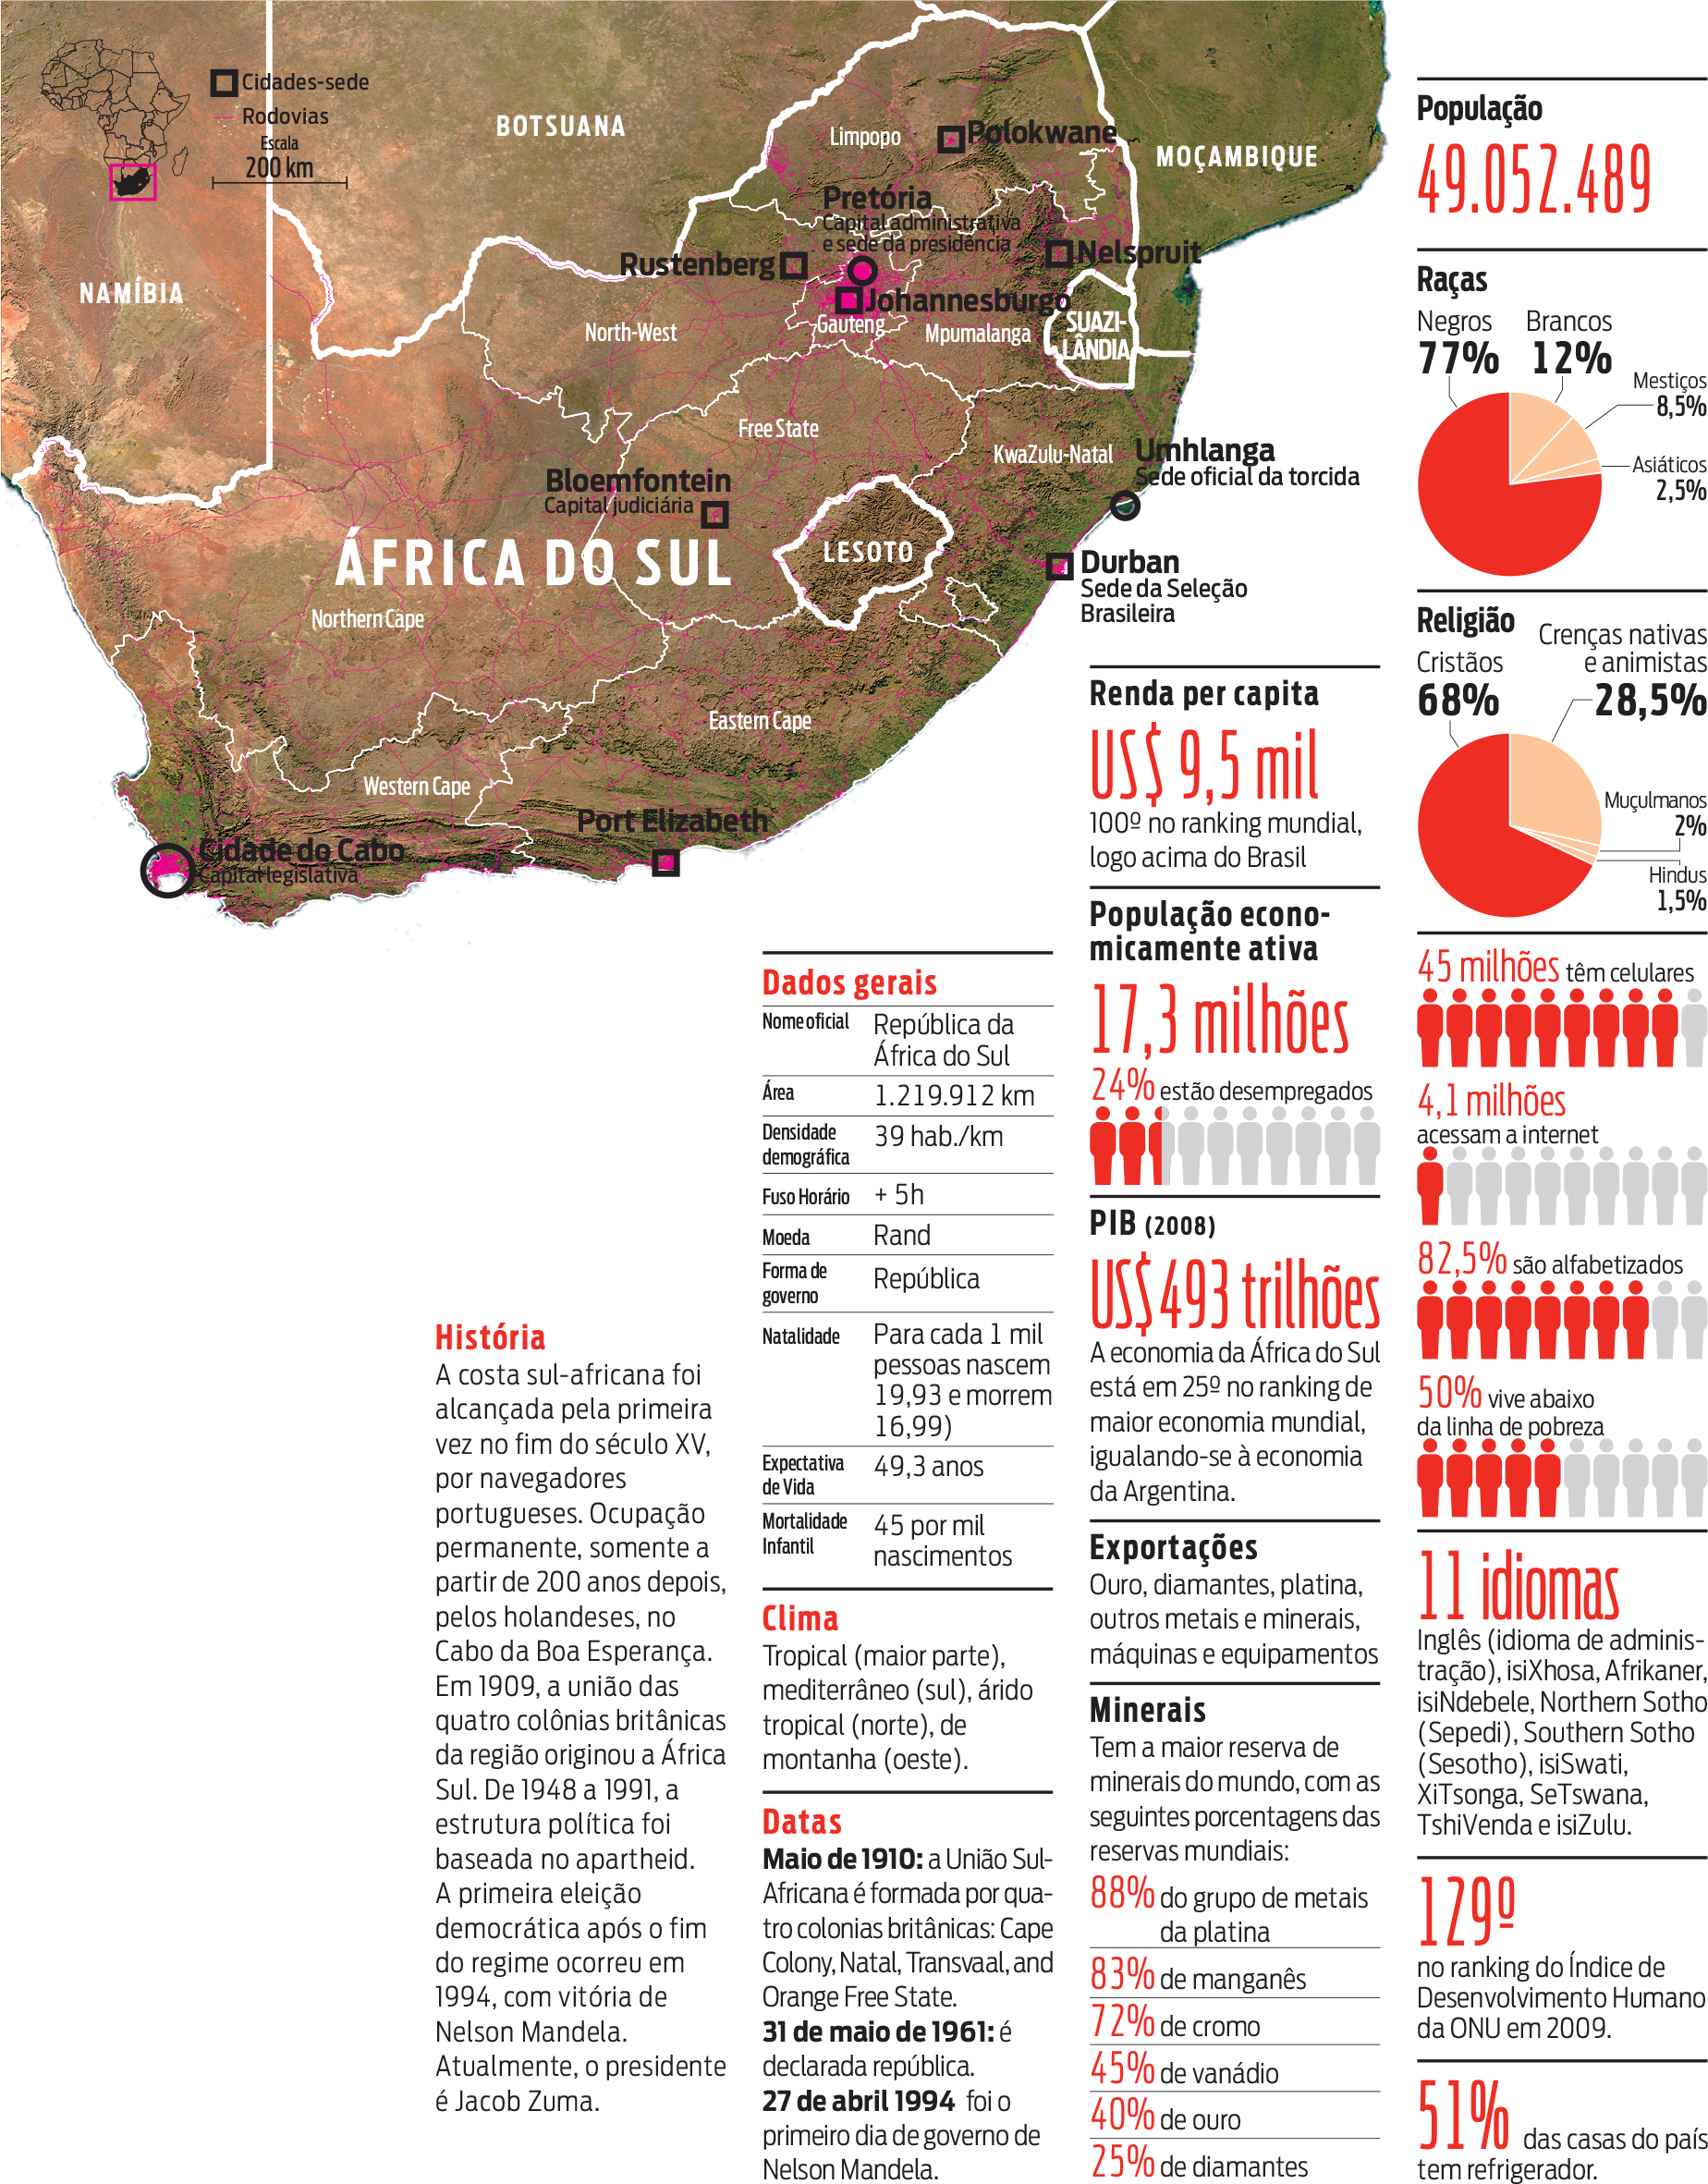 Cidades-sede
Rodovias
Escala
200 km
BOTSUANA
NAMÍBIA
MOÇAMBIQUE
Limpopo
Polokwane
Pretória
Capital administrativa
e sede da presidência
Rustenberg
Nelspruit
Johannesburgo
Gauteng
North-West
Mpumalanga
SUAZI-
LÂNDIA
Free State
KwaZulu-Natal
Umhlanga
Sede oficial da torcida
Bloemfontein
Capital judiciária
ÁFRICA DO SUL
LESOTO
Durban
Sede da Seleção
Brasileira
Northern Cape
Eastern Cape
Western Cape
Port Elizabeth
Cidade do Cabo
Capital legislativa
História
A costa sul-africana foi
alcançada pela primeira
vez no fim do século XV,
por navegadores
portugueses. Ocupação
permanente, somente a
partir de 200 anos depois,
pelos holandeses, no
Cabo da Boa Esperança.
Em 1909, a união das
quatro colônias britânicas
da região originou a África
Sul. De 1948 a 1991, a
estrutura política foi
baseada no apartheid.
A primeira eleição
democrática após o fim
do regime ocorreu em
1994, com vitória de
Nelson Mandela.
Atualmente, o presidente
é Jacob Zuma.
Dados gerais
Nome oficial República da
África do Sul
Área 1.219.912 km
Densidade
demográfica 39 hab./km
Fuso Horário + 5h
Moeda Rand
Forma de
governo República
Natalidade Para cada 1 mil
pessoas nascem
19,93 e morrem
16,99)
Expectativa
de Vida 49,3 anos
Mortalidade
Infantil 45 por mil
nascimentos
Clima
Tropical (maior parte),
mediterrâneo (sul), árido
tropical (norte), de
montanha (oeste).
Datas
Maio de 1910: a União Sul-
Africana é formada por qua-
tro colonias britânicas: Cape
Colony, Natal, Transvaal, and
Orange Free State.
31 de maio de 1961: é
declarada república.
27 de abril 1994 foi o
primeiro dia de governo de
Nelson Mandela.
Renda per capita
US$ 9,5 mil
100º no ranking mundial,
logo acima do Brasil
População econo-
micamente ativa
17,3 milhões
24% estão desempregados
PIB (2008)
US$ 493 trilhões
A economia da África do Sul
está em 25º no ranking de
maior economia mundial,
igualando-se à economia
da Argentina.
Exportações
Ouro, diamantes, platina,
outros metais e minerais,
máquinas e equipamentos
Minerais
Tem a maior reserva de
minerais do mundo, com as
seguintes porcentagens das
reservas mundiais:
88% do grupo de metais
da platina
83% de manganês
72% de cromo
45% de vanádio
40% de ouro
25% de diamantes
População
49.052.489
Raças
Negros Brancos
77% 12%
Mestiços
8,5%
Asiáticos
2,5%
Religião
Crenças nativas
e animistas
28,5%
Cristãos
68%
Muçulmanos
2%
Hindus
1,5%
45 milhões têm celulares
4,1 milhões
acessam a internet
82,5% são alfabetizados
50% vive abaixo
da linha de pobreza
11 idiomas
Inglês (idioma de adminis-
tração), isiXhosa, Afrikaner,
isiNdebele, Northern Sotho
(Sepedi), Southern Sotho
(Sesotho), isiSwati,
XiTsonga, SeTswana,
TshiVenda e isiZulu.
129º
no ranking do Índice de
Desenvolvimento Humano
da ONU em 2009.
51% das casas do país
tem refrigerador.